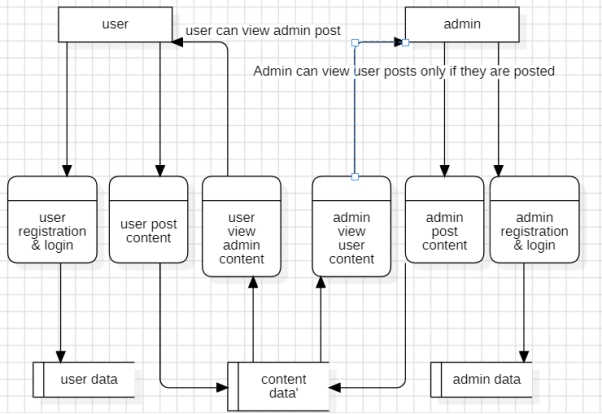 user
admin
user can view admin post
Admin can view user posts only if they are posted
user
registration
& login
user post
content
user
view
admin
content
admin
view
user
content
admin
post
content
admin
registration
& login
user data
content
data'
admin data